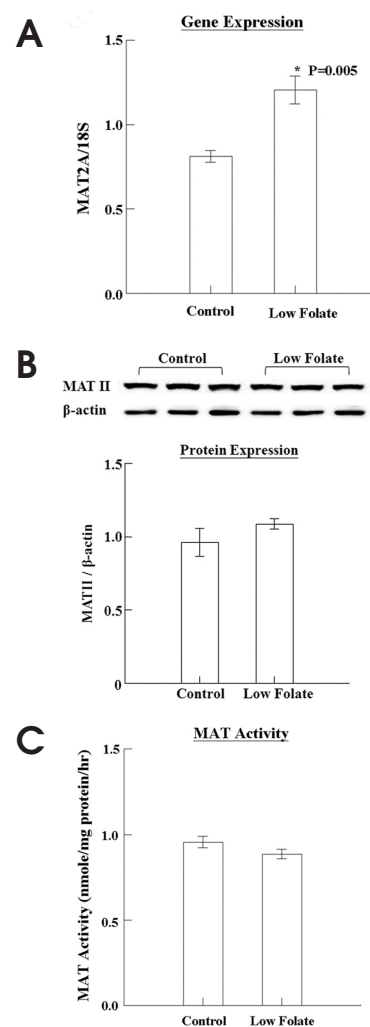 A
Gene Expression
1.5
* P=0.005
1.0
MAT2A/18S
0.5
0.0
Control
Low Folate
B
Control
Low Folate
MAT II
β-actin
Protein Expression
1.5
1.0
MAT II / β-actin
0.5
0
Control
Low Folate
C
MAT Activity
1.5
MAT Activity (nmole/mg protein/hr)
1.0
0.5
0.0
Control
Low Folate